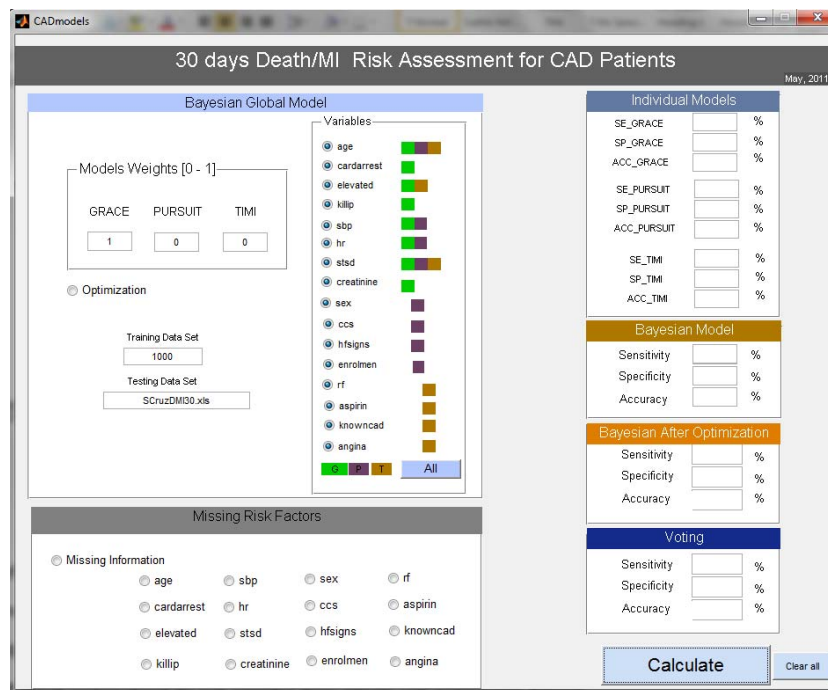 CADmodels
30 days Death/MI Risk Assessment for CAD Patients
May, 2011
Bayesian Global Model
Models Weights [0 - 1]
GRACE PURSUIT TIMI
1 0 0
Optimization
Training Data Set
1000
Testing Data Set
SCruzDMI30.xls
Variables
age
cardarrest
elevated
killip
sbp
hr
stsd
creatinine
sex
ccs
hfsigns
enrolmen
rf
aspirin
knowncad
angina
G P T All
Missing Risk Factors
Missing Information
age sbp sex rf
cardarrest hr ccs aspirin
elevated stsd hfsigns knowncad
killip creatinine enrolmen angina
Individual Models
SE_GRACE %
SP_GRACE %
ACC_GRACE %
SE_PURSUIT %
SP_PURSUIT %
ACC_PURSUIT %
SE_TIMI %
SP_TIMI %
ACC_TIMI %
Bayesian Model
Sensitivity %
Specificity %
Accuracy %
Bayesian After Optimization
Sensitivity %
Specificity %
Accuracy %
Voting
Sensitivity %
Specificity %
Accuracy %
Calculate
Clear all